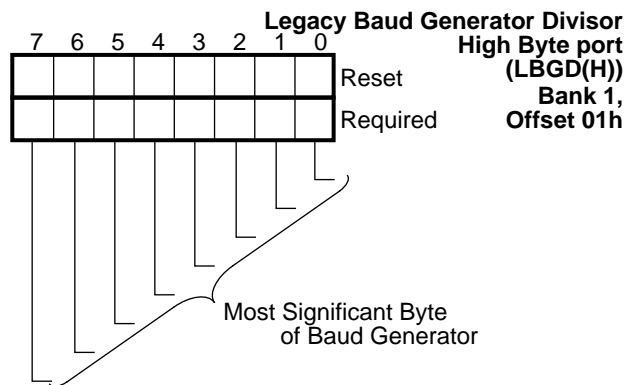 Legacy Baud Generator Divisor
High Byte port
(LBGD(H))
Bank 1,
Offset 01h
7 6 5 4 3 2 1 0
Reset
Required
Most Significant Byte
of Baud Generator